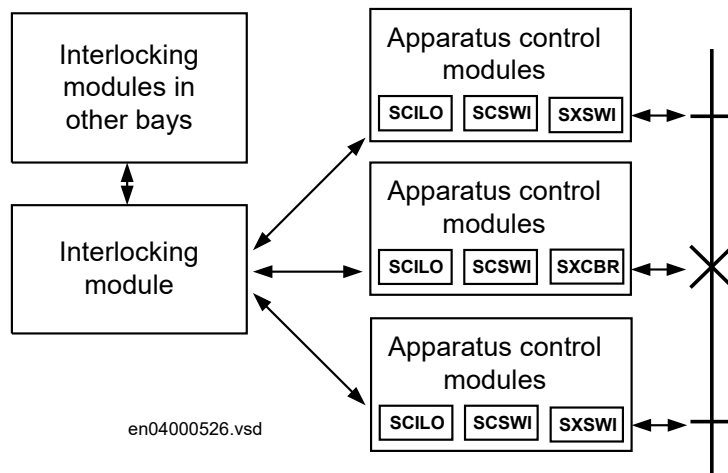 Interlocking
modules in
other bays
Interlocking
module
en04000526.vsd
Apparatus control
modules
SCILO SCSWI SXSWI
Apparatus control
modules
SCILO SCSWI SXCBR
Apparatus control
modules
SCILO SCSWI SXSWI